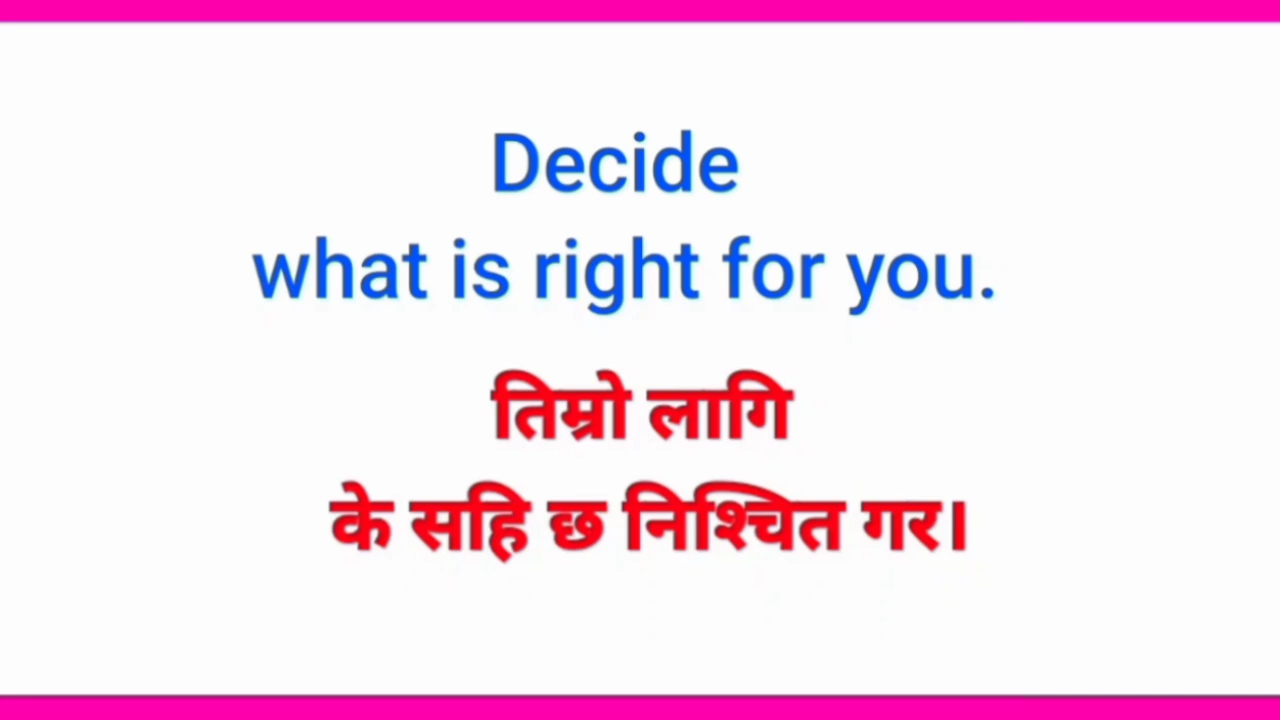 Decide
what is right for you.
तिम्रो लागि
के सहि छ निश्चित गर।